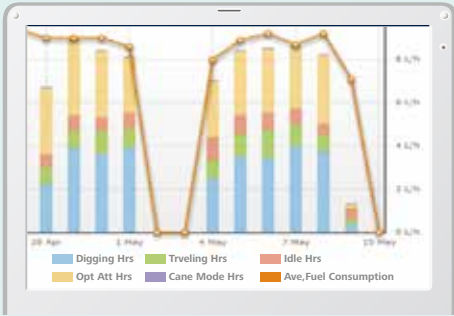 8 L/h
6 L/h
4 L/h
2 L/h
0 L/h
28 Apr 1 May 4 May 7 May 10 May
Digging Hrs Trveling Hrs Idle Hrs
Opt Att Hrs Cane Mode Hrs Ave,Fuel Consumption